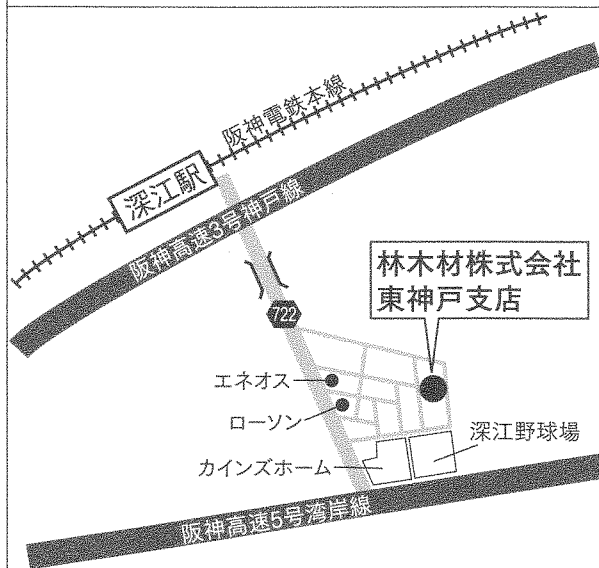 阪神電鉄本線
深江駅
阪神高速3号神戸線
722
林木材株式会社
東神戸支店
エネオス
ローソン
深江野球場
カインズホーム
阪神高速5号湾岸線